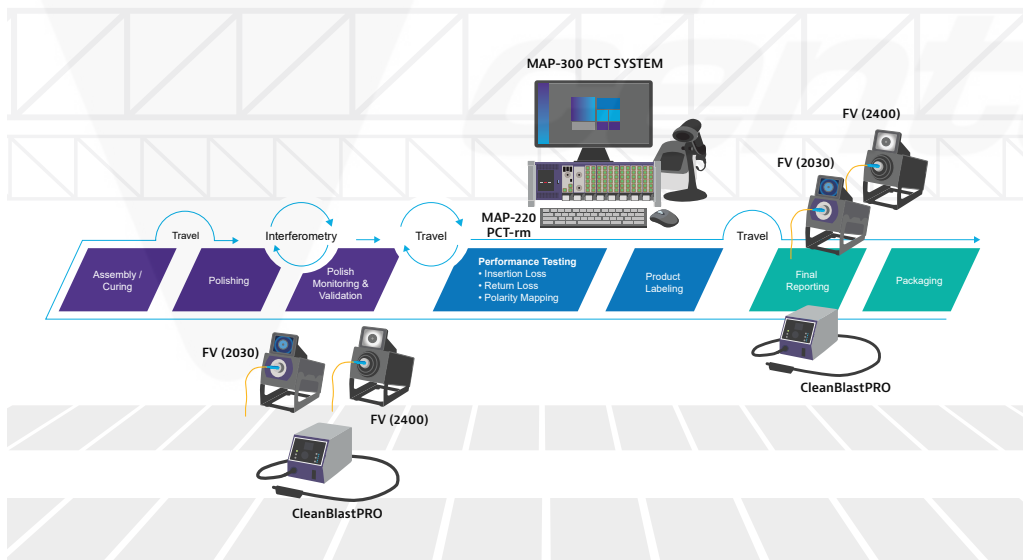 MAP-300 PCT SYSTEM
FV (2400)
FV (2030)
MAP-220
PCT-rm
Travel
Interferometry
Travel
Travel
Assembly /
Curing
Polishing
Polish
Monitoring &
Validation
Performance Testing
• Insertion Loss
• Return Loss
• Polarity Mapping
Product
Labeling
Final
Reporting
Packaging
FV (2030)
FV (2400)
CleanBlastPRO
CleanBlastPRO